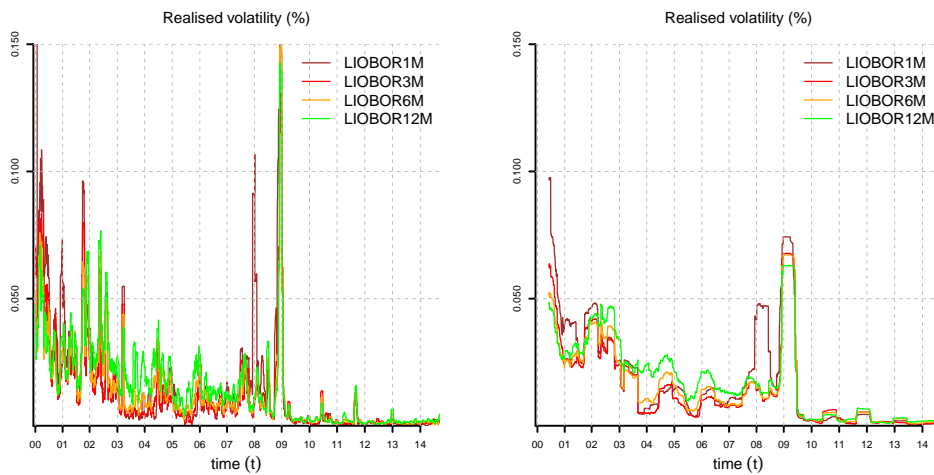 Realised volatility (%)
0.150
0.100
0.050
LIOBOR1M
LIOBOR3M
LIOBOR6M
LIOBOR12M
00 01 02 03 04 05 06 07 08 09 10 11 12 13 14
time (t)
Realised volatility (%)
0.150
0.100
0.050
LIOBOR1M
LIOBOR3M
LIOBOR6M
LIOBOR12M
00 01 02 03 04 05 06 07 08 09 10 11 12 13 14
time (t)